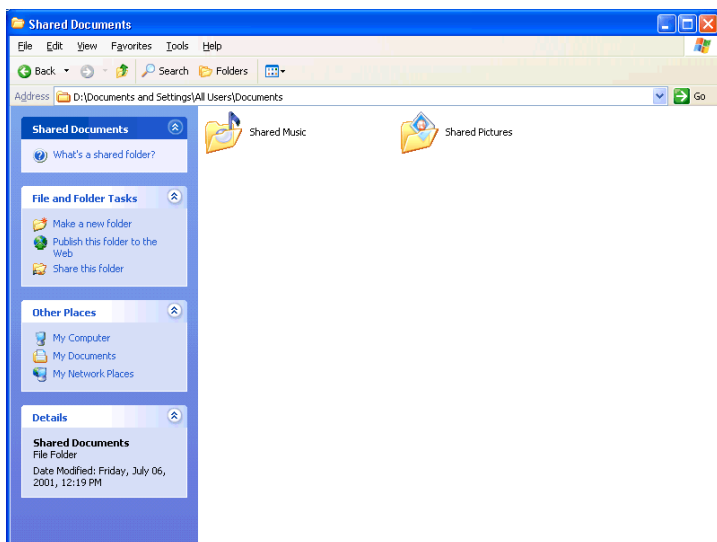 Shared Documents
File Edit View Favorites Tools Help
Back Search Folders
Address D:\Documents and Settings\All Users\Documents Go
Shared Documents
What's a shared folder?
File and Folder Tasks
Make a new folder
Publish this folder to the
Web
Share this folder
Other Places
My Computer
My Documents
My Network Places
Details
Shared Documents
File Folder
Date Modified: Friday, July 06,
2001, 12:19 PM
Shared Music
Shared Pictures